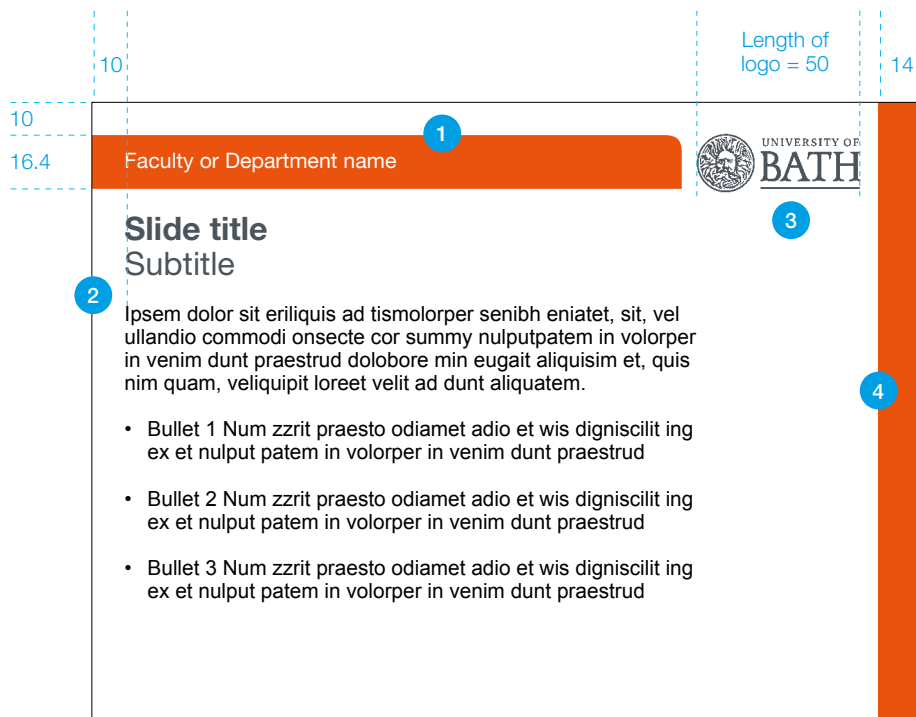 Length of
logo = 50
10
14
10
1
16.4
Faculty or Department name
UNIVERSITY OF
BATH
3
Slide title
Subtitle
2
Ipsem dolor sit eriliquis ad tismolorper senibh eniatet, sit, vel
ullandio commodi onsecte cor summy nulputpatem in volorper
in venim dunt praestrud dolobore min eugait aliquisim et, quis
nim quam, veliquipit loreet velit ad dunt aliquatem.
4
• Bullet 1 Num zzrit praesto odiamet adio et wis digniscilit ing
ex et nulput patem in volorper in venim dunt praestrud
• Bullet 2 Num zzrit praesto odiamet adio et wis digniscilit ing
ex et nulput patem in volorper in venim dunt praestrud
• Bullet 3 Num zzrit praesto odiamet adio et wis digniscilit ing
ex et nulput patem in volorper in venim dunt praestrud